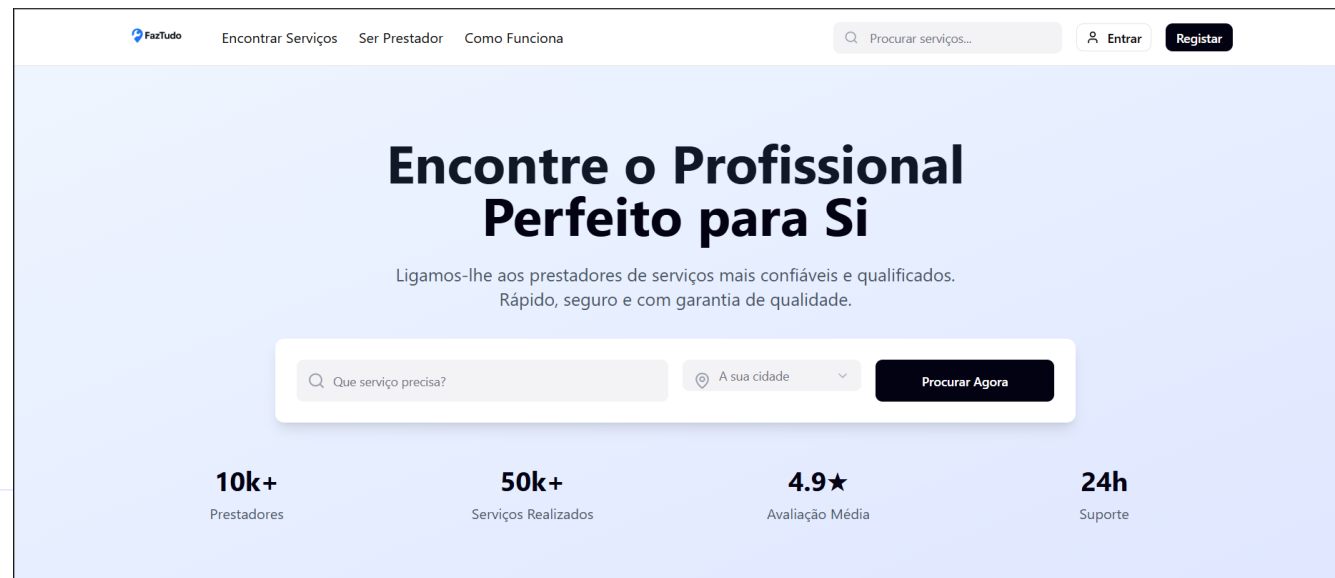 FazTudo
Encontrar Serviços Ser Prestador Como Funciona
Procurar serviços...
Entrar
Registar
Encontre o Profissional
Perfeito para Si
Ligamos-lhe aos prestadores de serviços mais confiáveis e qualificados.
Rápido, seguro e com garantia de qualidade.
Que serviço precisa?
A sua cidade
Procurar Agora
10k+
Prestadores
50k+
Serviços Realizados
4.9★
Avaliação Média
24h
Suporte